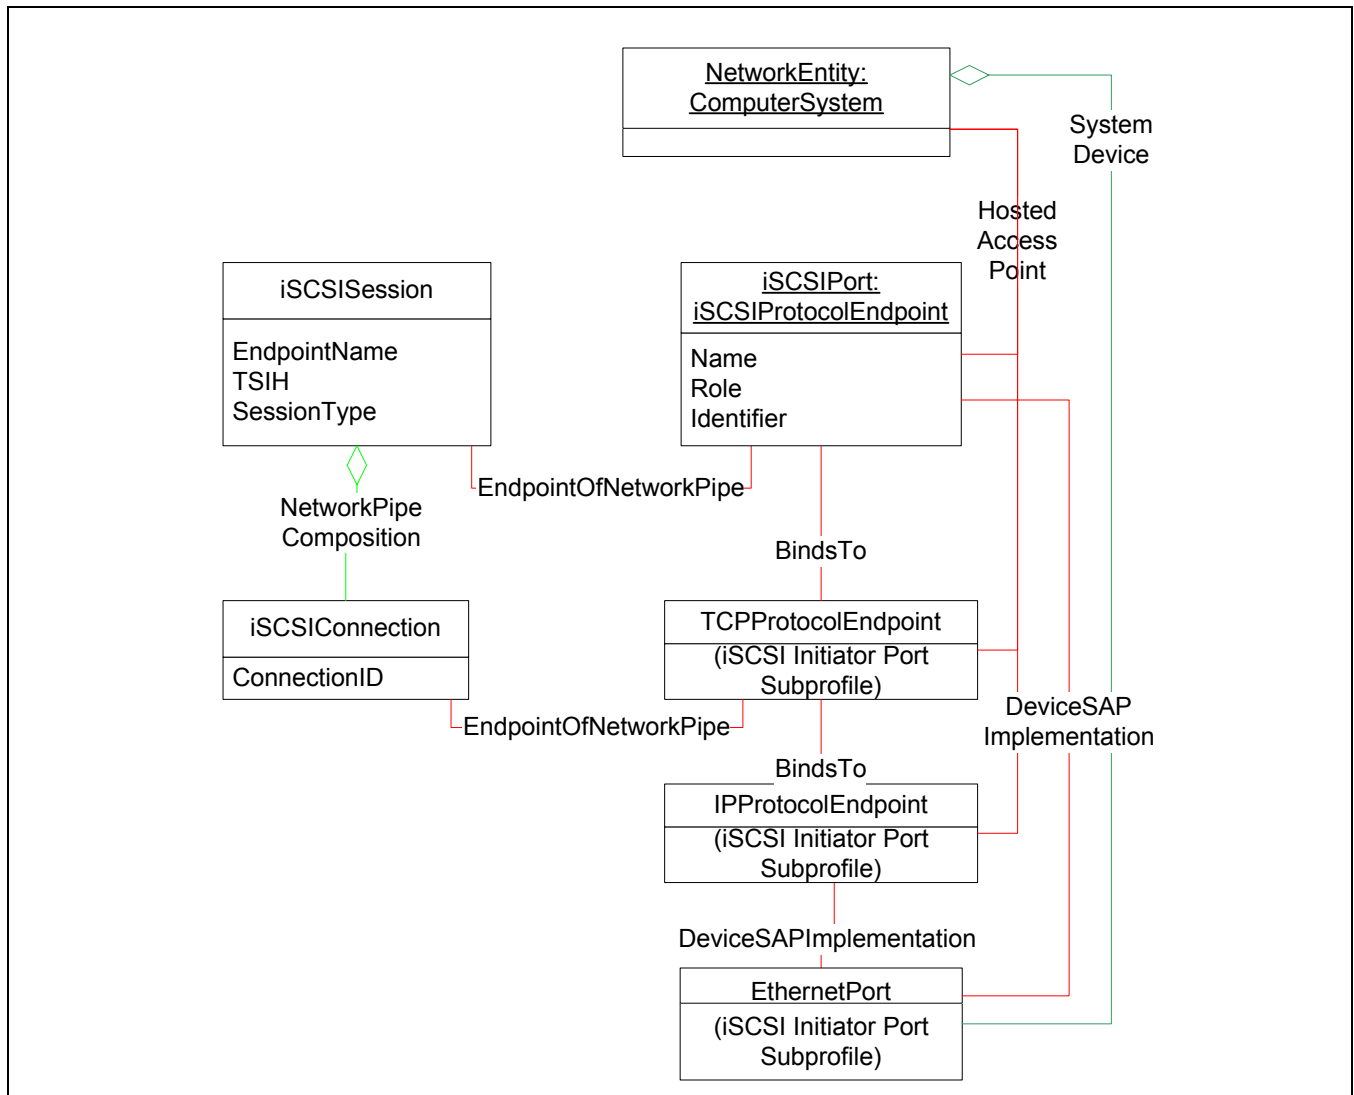 NetworkEntity:
ComputerSystem
System
Device
Hosted
Access
Point
iSCSISession
EndpointName
TSIH
SessionType
iSCSIPort:
iSCSIProtocolEndpoint
Name
Role
Identifier
EndpointOfNetworkPipe
NetworkPipe
Composition
BindsTo
iSCSIConnection
ConnectionID
TCPProtocolEndpoint
(iSCSI Initiator Port
Subprofile)
EndpointOfNetworkPipe
DeviceSAP
Implementation
BindsTo
IPProtocolEndpoint
(iSCSI Initiator Port
Subprofile)
DeviceSAPImplementation
EthernetPort
(iSCSI Initiator Port
Subprofile)